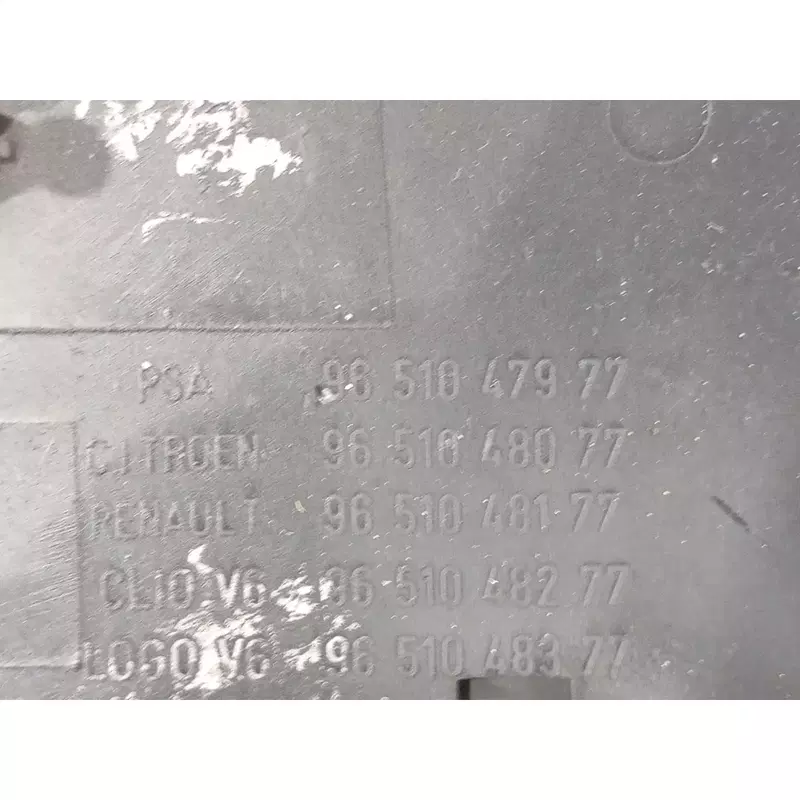 PSA 96 510 479 77
CITROEN 96 510 480 77
RENAULT 96 510 481 77
CLIO V6 96 510 482 77
LOGO V6 96 510 483 77